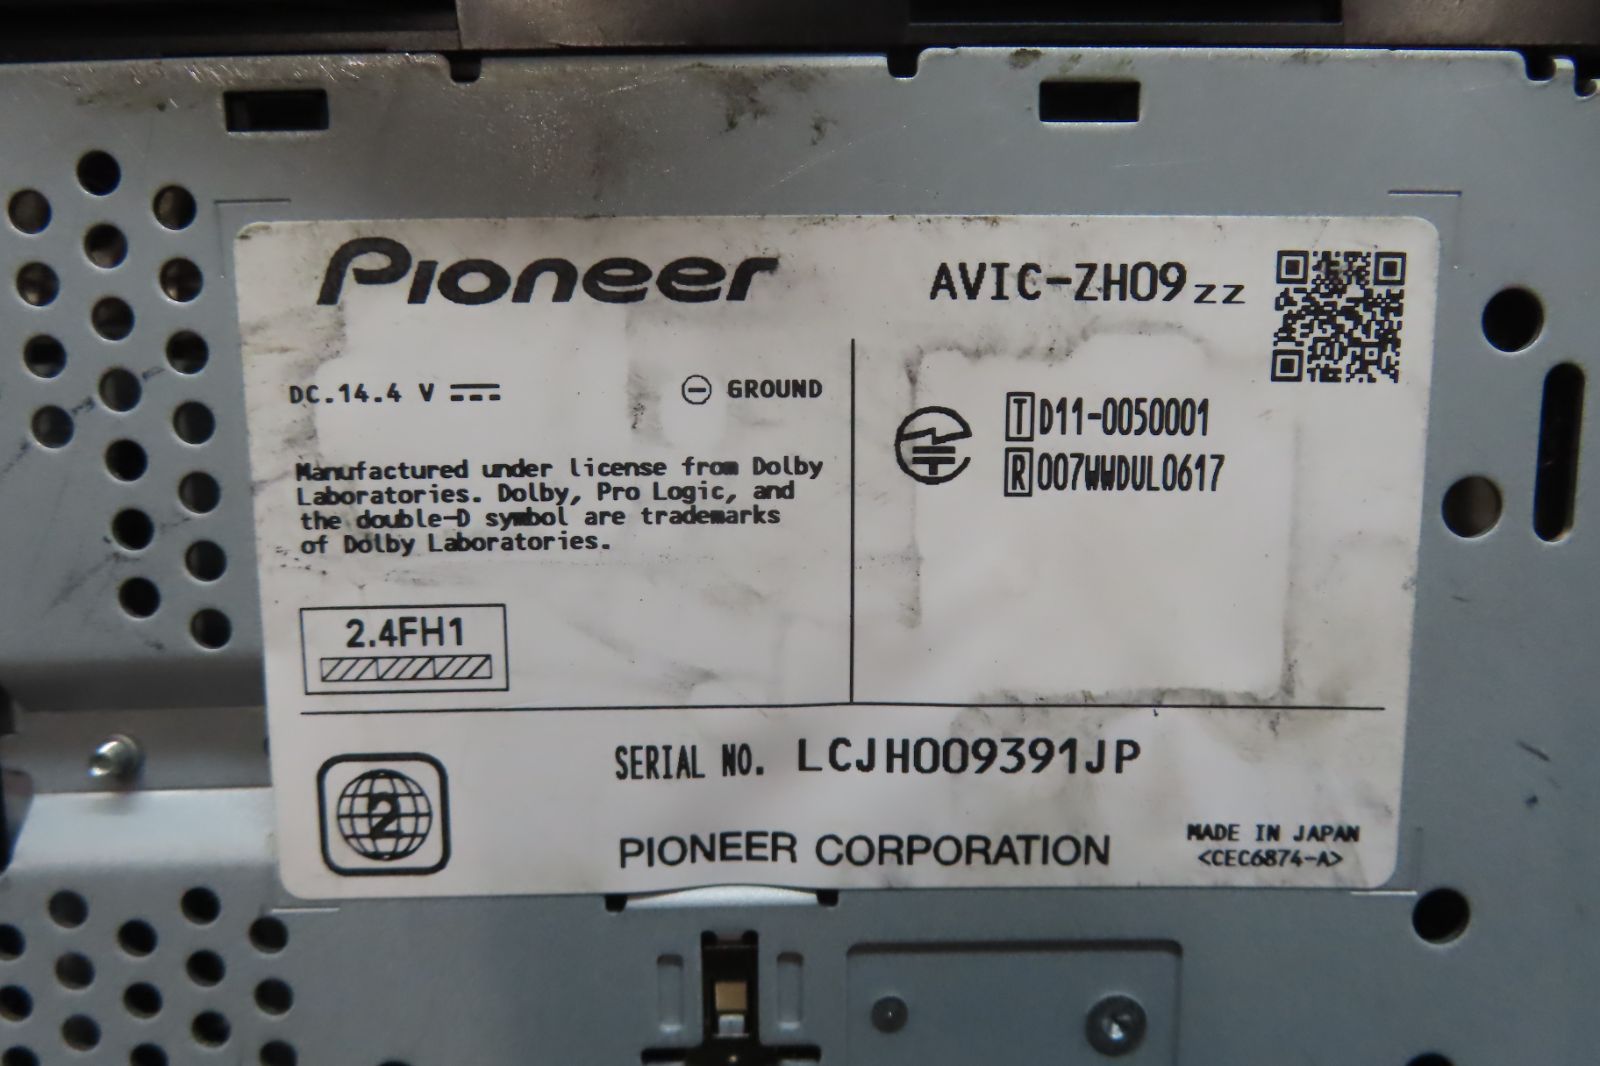 Pioneer
AVIC-ZH09ZZ
DC.14.4 V
GROUND
Manufactured under license from Dolby
Laboratories. Dolby, Pro Logic, and
the double-D symbol are trademarks
of Dolby Laboratories.
T D11-0050001
R 007WWDUL0617
2.4FH1
2
SERIAL NO. LCJH009391JP
PIONEER CORPORATION
MADE IN JAPAN
<CEC6874-A>